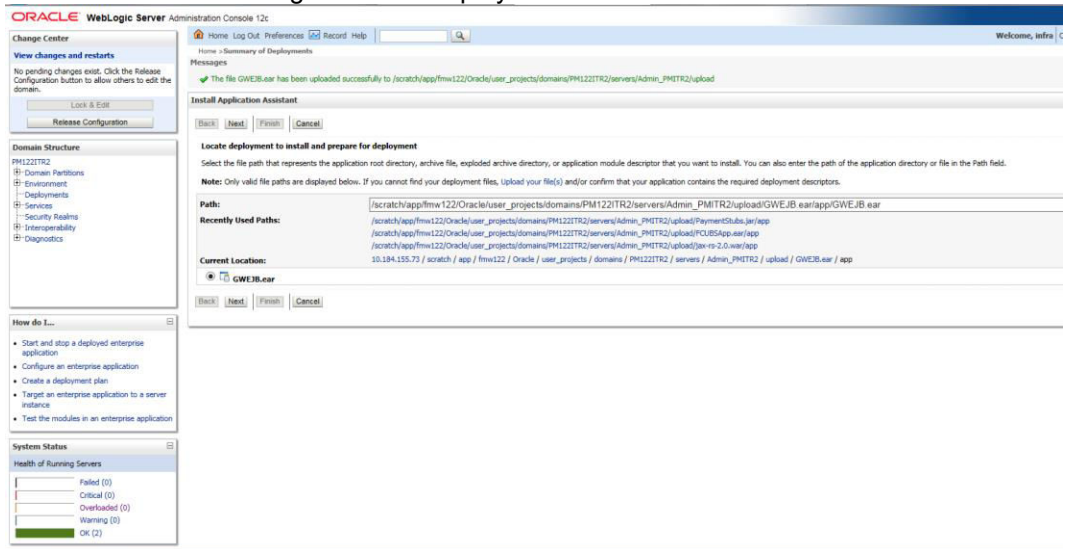 ORACLE WebLogic Server Administration Console 12c
Change Center
View changes and restarts
No pending changes exist. Click the Release
Configuration button to allow others to edit the
domain.
Lock & Edit
Release Configuration
Domain Structure
PM122ITR2
Domain Partitions
Environment
Deployments
Services
Security Realms
Interoperability
Diagnostics
How do I...
Start and stop a deployed enterprise
application
Configure an enterprise application
Create a deployment plan
Target an enterprise application to a server
instance
Test the modules in an enterprise application
System Status
Health of Running Servers
Failed (0)
Critical (0)
Overloaded (0)
Warning (0)
OK (2)
Home Log Out Preferences Record Help
Welcome, infra
Home >Summary of Deployments
Messages
The file GWEJB.ear has been uploaded successfully to /scratch/app/fmw122/Oracle/user_projects/domains/PM122ITR2/servers/Admin_PMITR2/upload
Install Application Assistant
Back Next Finish Cancel
Locate deployment to install and prepare for deployment
Select the file path that represents the application root directory, archive file, exploded archive directory, or application module descriptor that you want to install. You can also enter the path of the application directory or file in the Path field.
Note: Only valid file paths are displayed below. If you cannot find your deployment files, Upload your file(s) and/or confirm that your application contains the required deployment descriptors.
Path: /scratch/app/fmw122/Oracle/user_projects/domains/PM122ITR2/servers/Admin_PMITR2/upload/GWEJB.ear/app/GWEJB.ear
Recently Used Paths: /scratch/app/fmw122/Oracle/user_projects/domains/PM122ITR2/servers/Admin_PMITR2/upload/PaymentStubs.jar/app
/scratch/app/fmw122/Oracle/user_projects/domains/PM122ITR2/servers/Admin_PMITR2/upload/FCUBSApp.ear/app
/scratch/app/fmw122/Oracle/user_projects/domains/PM122ITR2/servers/Admin_PMITR2/upload/jax-rs-2.0.war/app
Current Location: 10.184.155.73 / scratch / app / fmw122 / Oracle / user_projects / domains / PM122ITR2 / servers / Admin_PMITR2 / upload / GWEJB.ear / app
GWEJB.ear
Back Next Finish Cancel